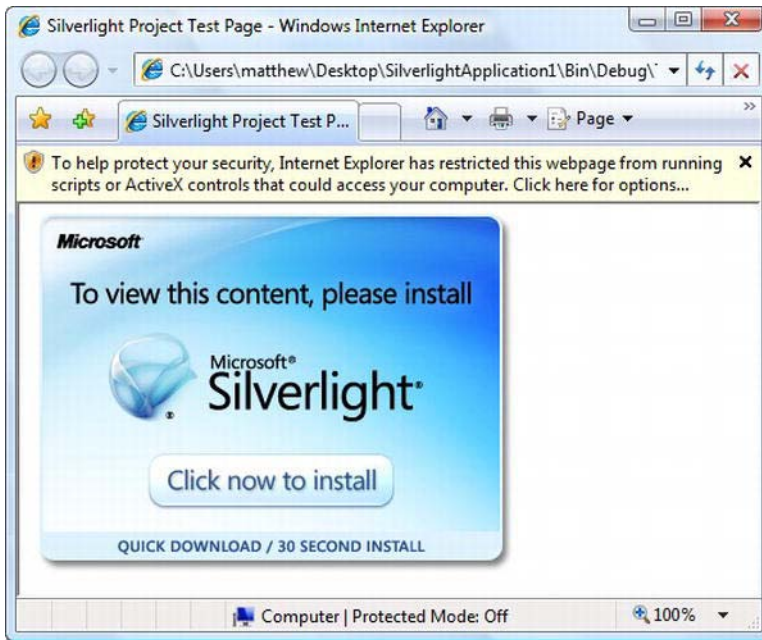 Silverlight Project Test Page - Windows Internet Explorer
C:\Users\matthew\Desktop\SilverlightApplication1\Bin\Debug\
Silverlight Project Test P...
Page
To help protect your security, Internet Explorer has restricted this webpage from running
scripts or ActiveX controls that could access your computer. Click here for options...
Microsoft
To view this content, please install
Microsoft®
Silverlight®
Click now to install
QUICK DOWNLOAD / 30 SECOND INSTALL
Computer | Protected Mode: Off
100%